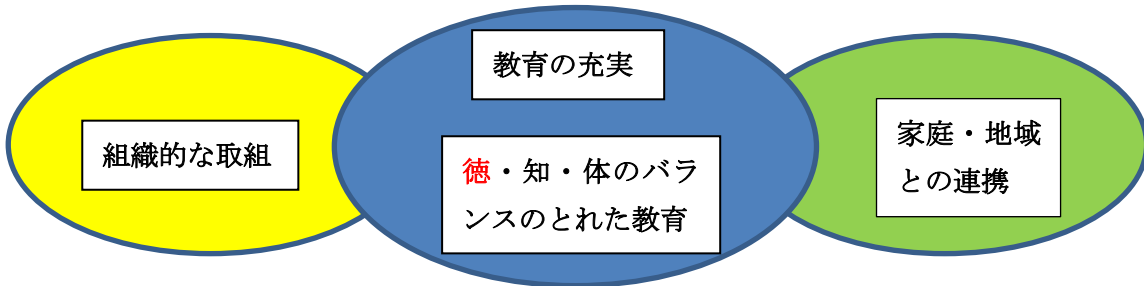 組織的な取組
教育の充実
徳・知・体のバラ
ンスのとれた教育
家庭・地域
との連携